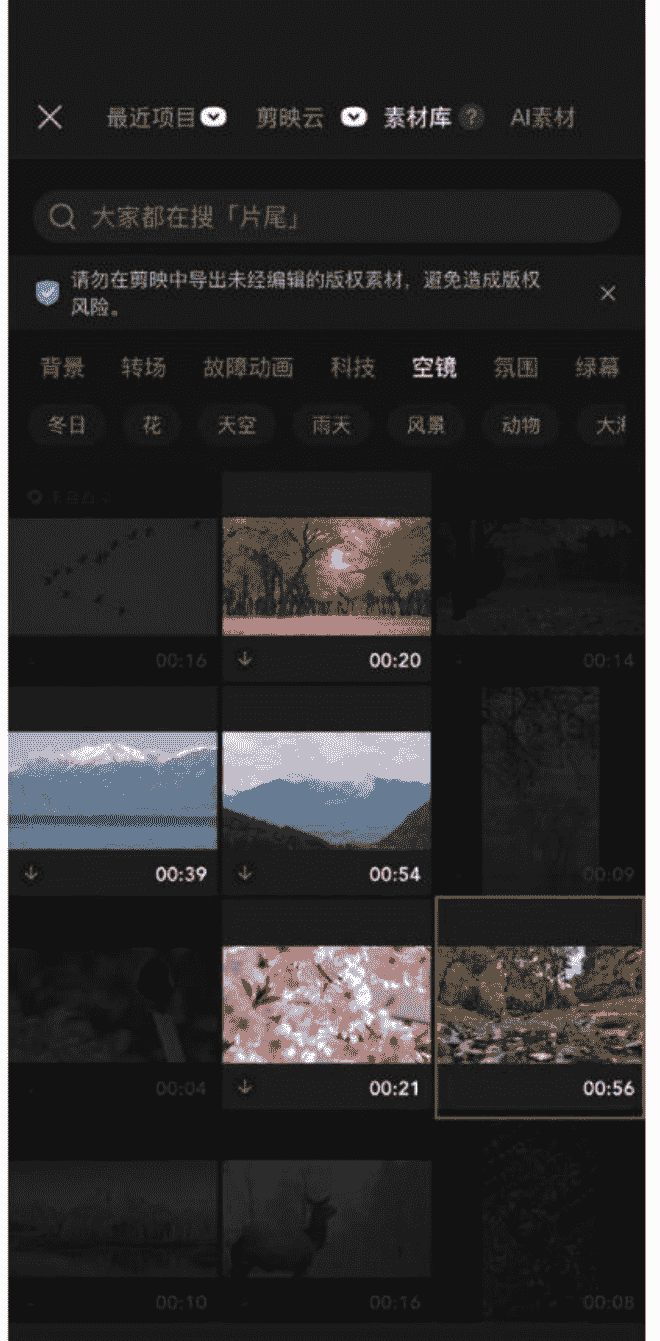 最近项目 剪映云 素材库 ? AI素材
大家都在搜「片尾」
请勿在剪映中导出未经编辑的版权素材，避免造成版权
风险。
背景 转场 故障动画 科技 空镜 氛围 绿幕
冬日 花 天空 雨天 风景 动物 大
00:16 00:20 00:14
00:39 00:54 00:09
00:04 00:21 00:56
00:10 00:16 00:08